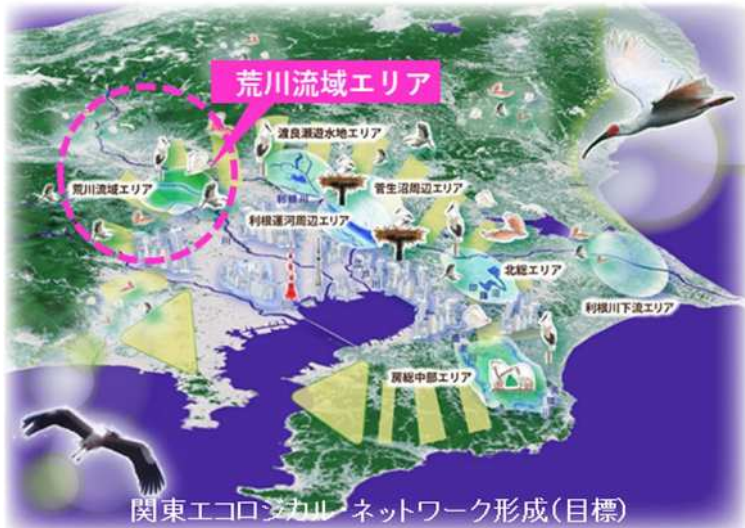 荒川流域エリア
渡良瀬遊水地エリア
荒川流域エリア
菅生沼周辺エリア
利根川
利根運河周辺エリア
北総エリア
利根川下流エリア
房総中部エリア
関東エコロジカル・ネットワーク形成(目標)